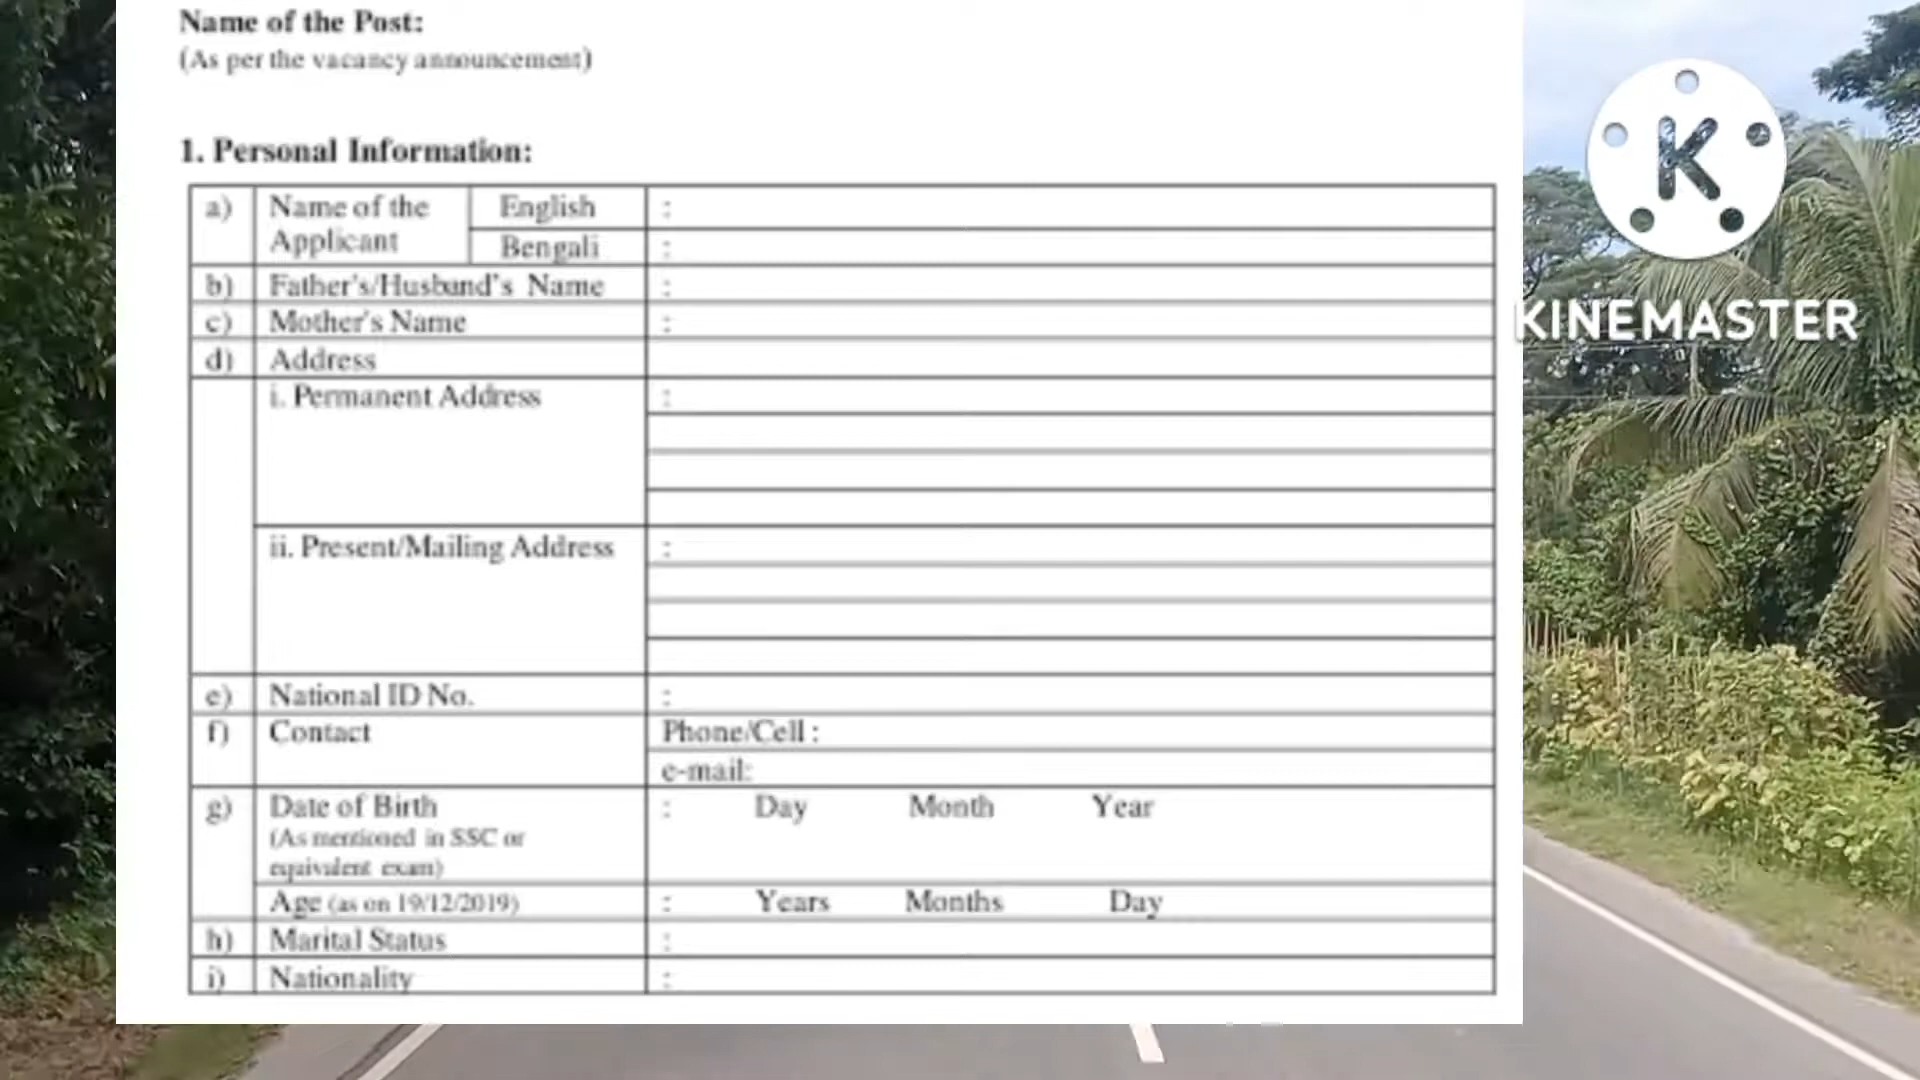 Name of the Post:
(As per the vacancy announcement)
1. Personal Information:
a) Name of the Applicant English :
Bengali :
b) Father's/Husband's Name :
c) Mother's Name :
d) Address
i. Permanent Address :
ii. Present/Mailing Address :
e) National ID No. :
f) Contact Phone/Cell :
e-mail:
g) Date of Birth : Day Month Year
(As mentioned in SSC or
equivalent exam)
Age (as on 19/12/2019) : Years Months Day
h) Marital Status :
i) Nationality :
K
KINEMASTER